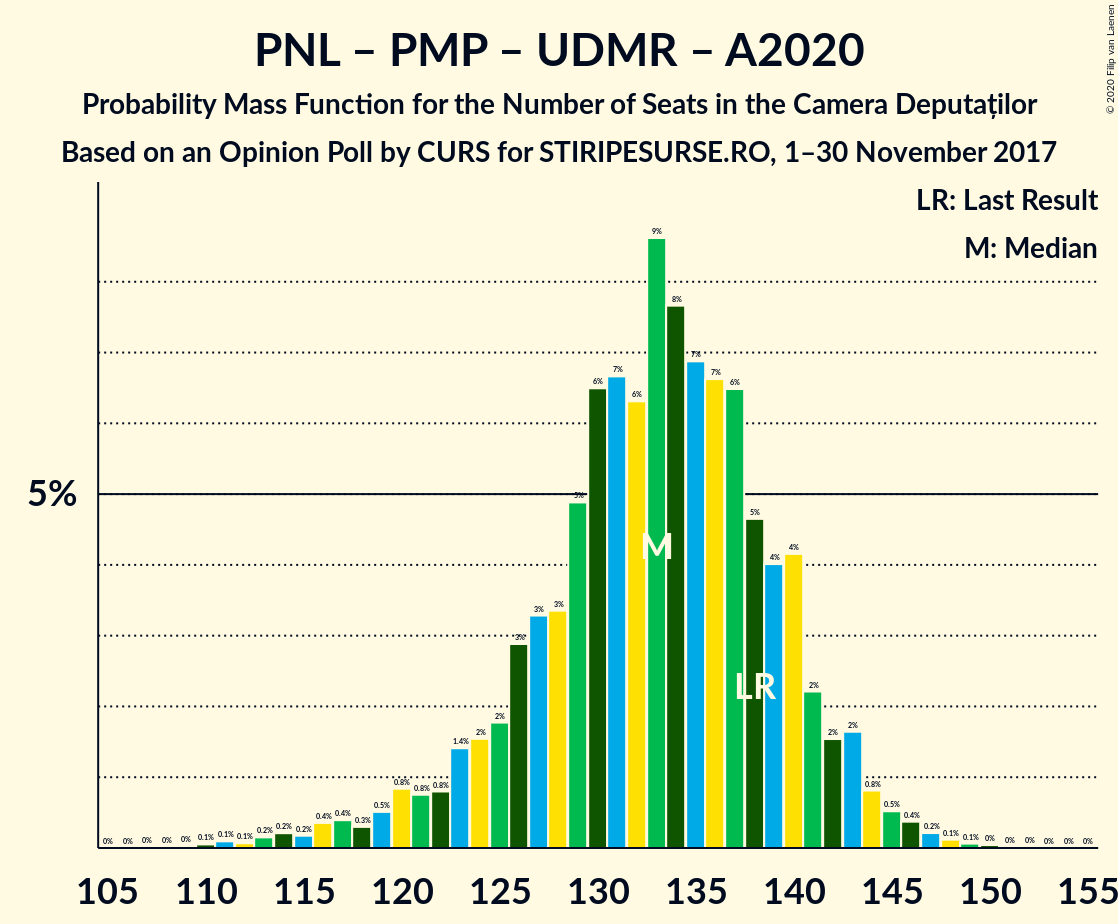 PNL – PMP – UDMR – A2020
Probability Mass Function for the Number of Seats in the Camera Deputaților
Based on an Opinion Poll by CURS for STIRIPESURSE.RO, 1–30 November 2017
© 2020 Filip van Laenen
LR: Last Result
M: Median
5%
0% 0% 0% 0% 0% 0.1% 0.1% 0.1% 0.2% 0.2% 0.2% 0.4% 0.4% 0.3% 0.5% 0.8% 0.8% 0.8% 1.4% 2% 2% 3% 3% 3% 5% 6% 7% 6% 9% 8% 7% 7% 6% 5% 4% 4% 2% 2% 2% 0.8% 0.5% 0.4% 0.2% 0.1% 0.1% 0% 0% 0% 0% 0% 0%
M
LR
105 110 115 120 125 130 135 140 145 150 155